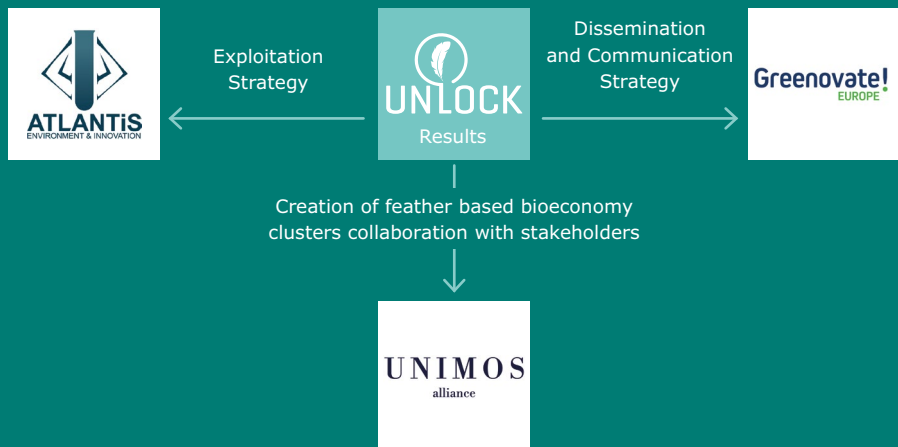 Exploitation
Strategy
Dissemination
and Communication
Strategy
ATLANTiS
ENVIRONMENT & INNOVATION
UNLOCK
Results
Greenovate!
EUROPE
Creation of feather based bioeconomy
clusters collaboration with stakeholders
UNIMOS
alliance